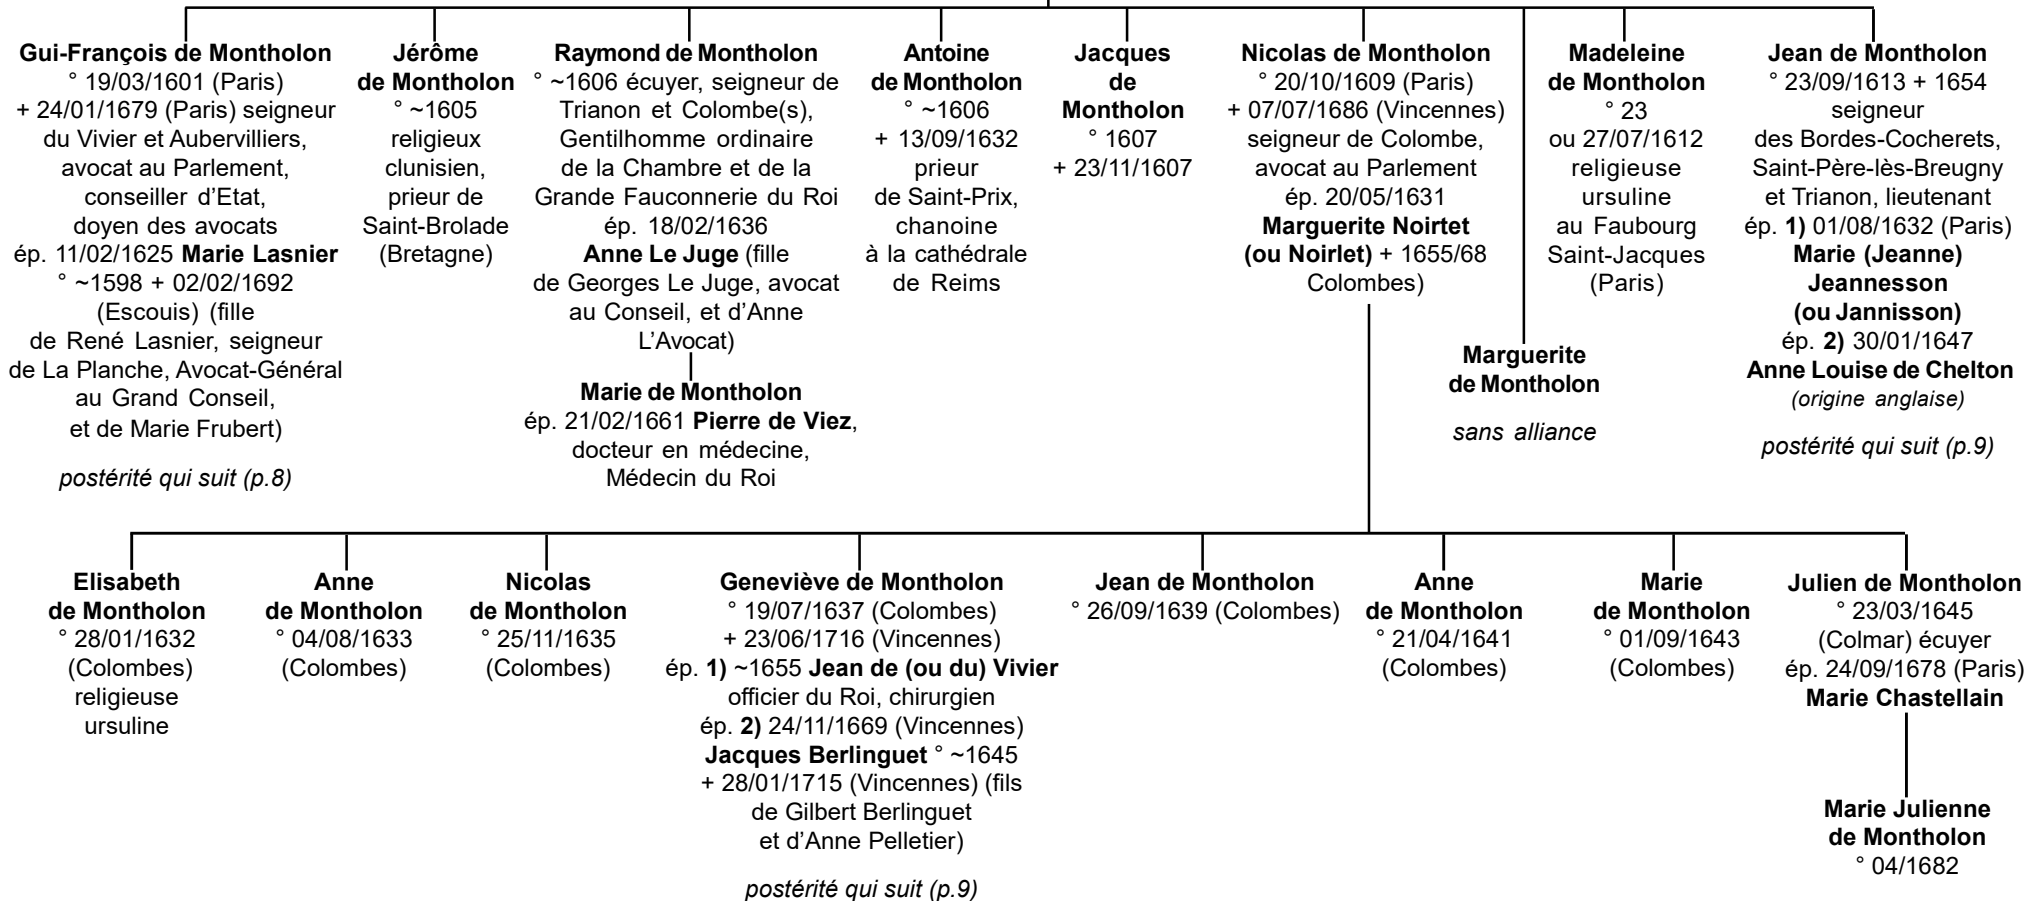 Gui-François de Montholon
° 19/03/1601 (Paris)
+ 24/01/1679 (Paris) seigneur
du Vivier et Aubervilliers,
avocat au Parlement,
conseiller d’Etat,
doyen des avocats
ép. 11/02/1625 Marie Lasnier
° ~1598 + 02/02/1692
(Escouis) (fille
de René Lasnier, seigneur
de La Planche, Avocat-Général
au Grand Conseil,
et de Marie Frubert)
postérité qui suit (p.8)
Jérôme
de Montholon
° ~1605
religieux
clunisien,
prieur de
Saint-Brolade
(Bretagne)
Raymond de Montholon
° ~1606 écuyer, seigneur de
Trianon et Colombe(s),
Gentilhomme ordinaire
de la Chambre et de la
Grande Fauconnerie du Roi
ép. 18/02/1636
Anne Le Juge (fille
de Georges Le Juge, avocat
au Conseil, et d’Anne
L’Avocat)
Marie de Montholon
ép. 21/02/1661 Pierre de Viez,
docteur en médecine,
Médecin du Roi
Antoine
de Montholon
° ~1606
+ 13/09/1632
prieur
de Saint-Prix,
chanoine
à la cathédrale
de Reims
Jacques
de
Montholon
° 1607
+ 23/11/1607
Nicolas de Montholon
° 20/10/1609 (Paris)
+ 07/07/1686 (Vincennes)
seigneur de Colombe,
avocat au Parlement
ép. 20/05/1631
Marguerite Noirtet
(ou Noirlet) + 1655/68
Colombes)
Marguerite
de Montholon
sans alliance
Madeleine
de Montholon
° 23
ou 27/07/1612
religieuse
ursuline
au Faubourg
Saint-Jacques
(Paris)
Jean de Montholon
° 23/09/1613 + 1654
seigneur
des Bordes-Cocherets,
Saint-Père-lès-Breugny
et Trianon, lieutenant
ép. 1) 01/08/1632 (Paris)
Marie (Jeanne)
Jeannesson
(ou Jannisson)
ép. 2) 30/01/1647
Anne Louise de Chelton
(origine anglaise)
postérité qui suit (p.9)
Elisabeth
de Montholon
° 28/01/1632
(Colombes)
religieuse
ursuline
Anne
de Montholon
° 04/08/1633
(Colombes)
Nicolas
de Montholon
° 25/11/1635
(Colombes)
Geneviève de Montholon
° 19/07/1637 (Colombes)
+ 23/06/1716 (Vincennes)
ép. 1) ~1655 Jean de (ou du) Vivier
officier du Roi, chirurgien
ép. 2) 24/11/1669 (Vincennes)
Jacques Berlinguet ° ~1645
+ 28/01/1715 (Vincennes) (fils
de Gilbert Berlinguet
et d’Anne Pelletier)
postérité qui suit (p.9)
Jean de Montholon
° 26/09/1639 (Colombes)
Anne
de Montholon
° 21/04/1641
(Colombes)
Marie
de Montholon
° 01/09/1643
(Colombes)
Julien de Montholon
° 23/03/1645
(Colmar) écuyer
ép. 24/09/1678 (Paris)
Marie Chastellain
Marie Julienne
de Montholon
° 04/1682